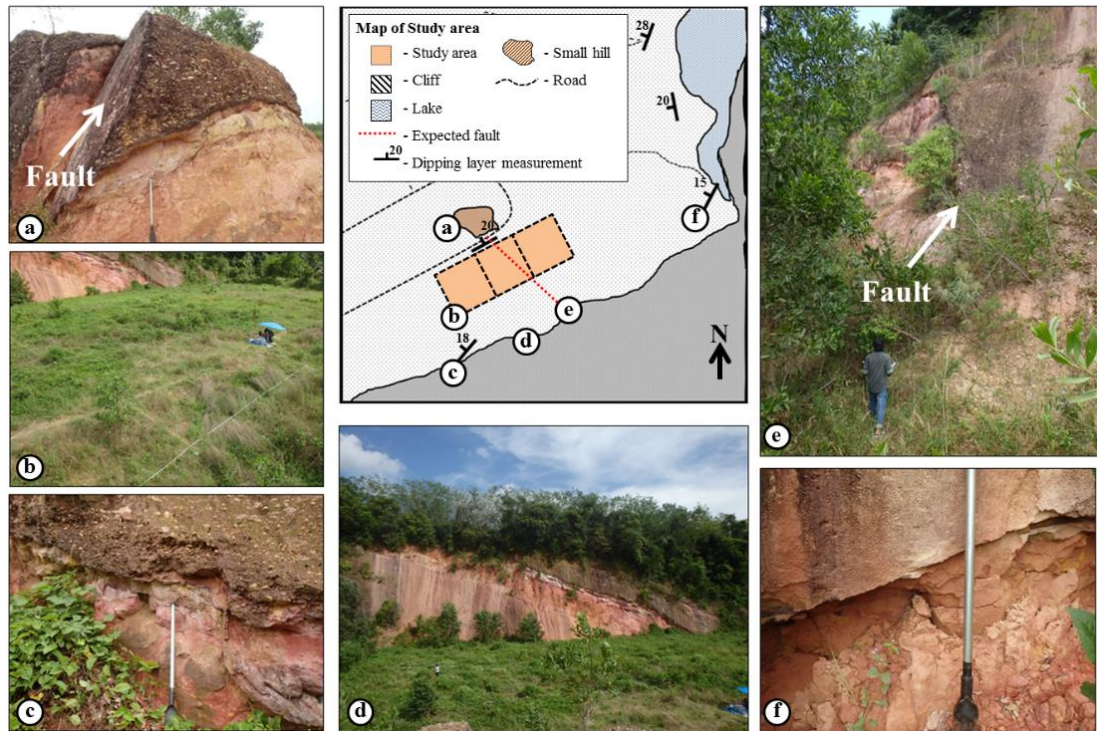 Fault
a
b
c
Map of Study area
- Study area
- Small hill
- Cliff
- Road
- Lake
- Expected fault
20
- Dipping layer measurement
28
20
15
f
a
20
b
e
d
18
c
N
d
Fault
e
f